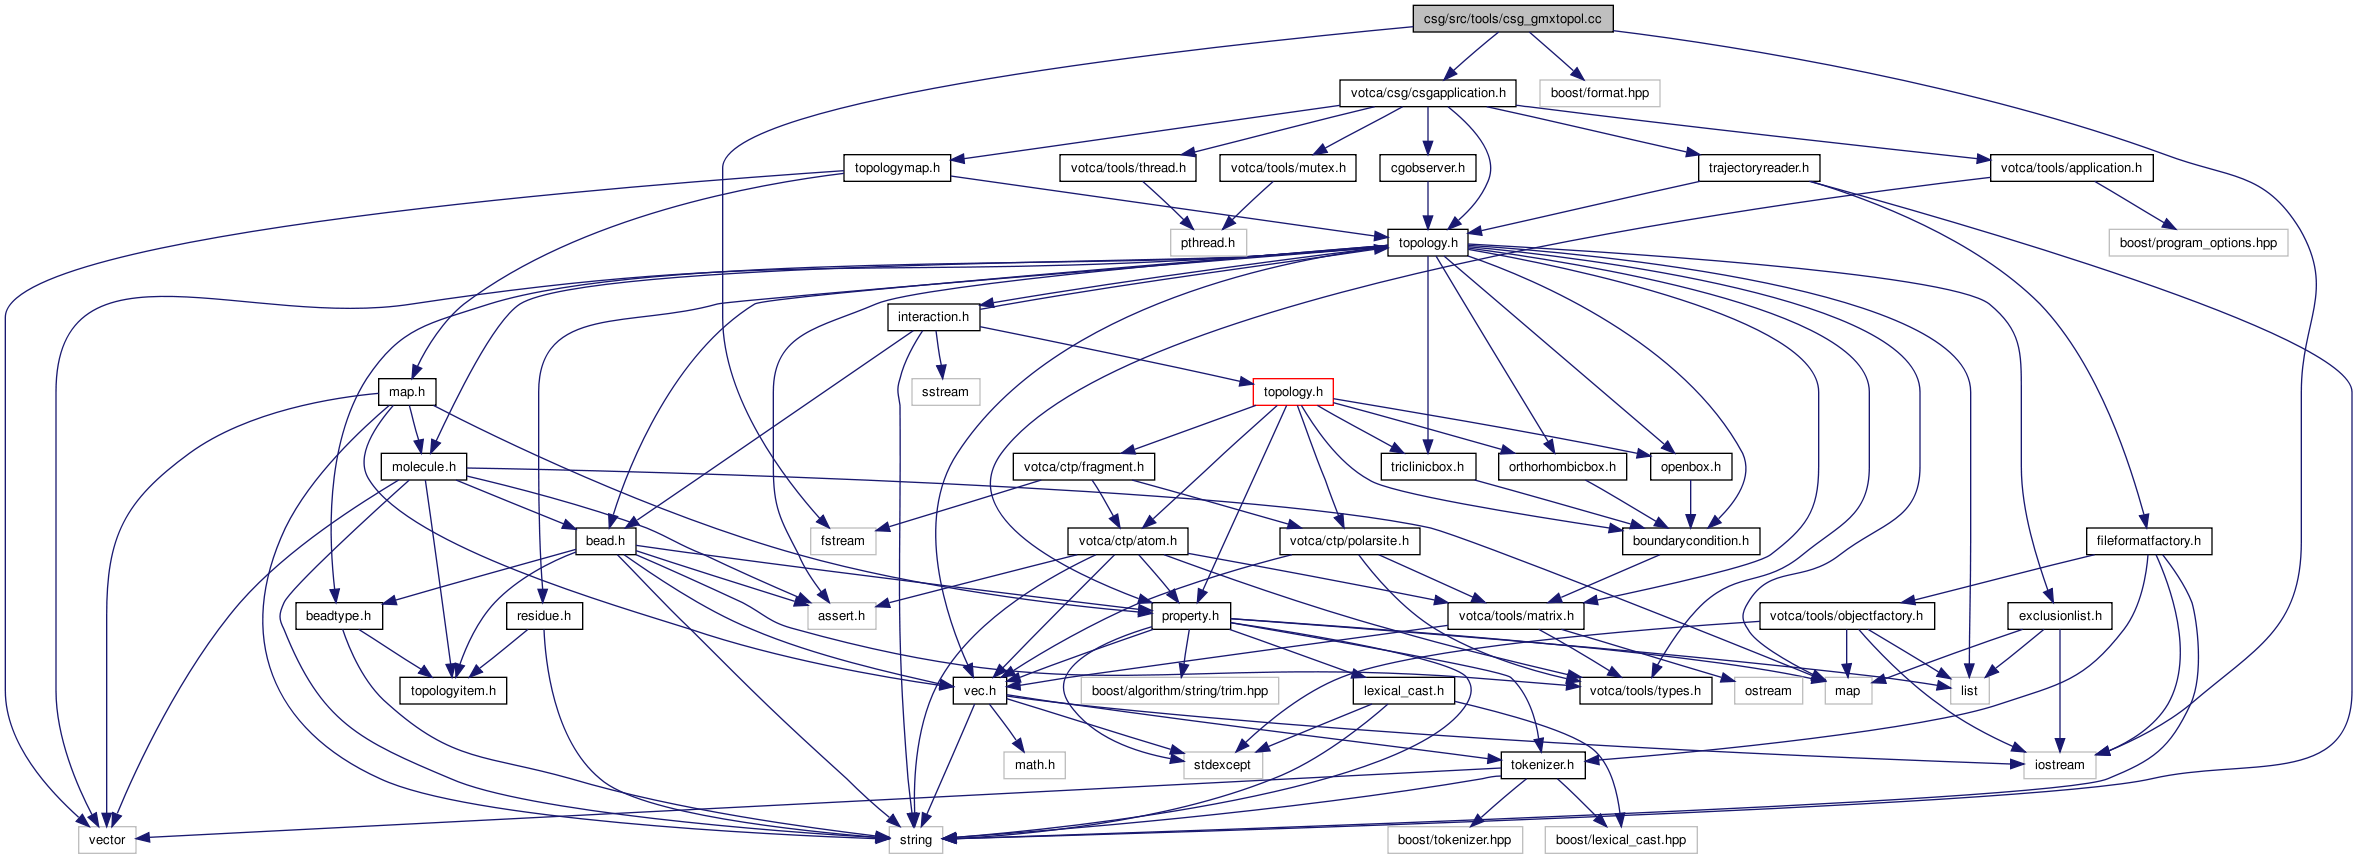 csg/src/tools/csg_gmxtopol.cc
votca/csg/csgapplication.h
boost/format.hpp
topologymap.h
votca/tools/thread.h
votca/tools/mutex.h
cgobserver.h
trajectoryreader.h
votca/tools/application.h
pthread.h
topology.h
boost/program_options.hpp
interaction.h
map.h
sstream
topology.h
molecule.h
votca/ctp/fragment.h
triclinicbox.h
orthorhombicbox.h
openbox.h
bead.h
fstream
votca/ctp/atom.h
votca/ctp/polarsite.h
boundarycondition.h
fileformatfactory.h
beadtype.h
residue.h
assert.h
property.h
votca/tools/matrix.h
votca/tools/objectfactory.h
exclusionlist.h
topologyitem.h
vec.h
boost/algorithm/string/trim.hpp
lexical_cast.h
votca/tools/types.h
ostream
map
list
math.h
stdexcept
tokenizer.h
iostream
vector
string
boost/tokenizer.hpp
boost/lexical_cast.hpp